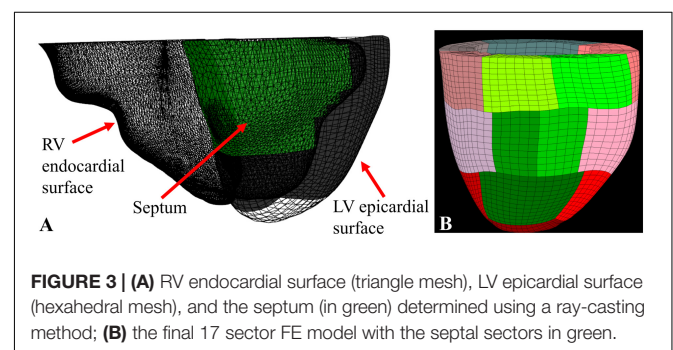 RV
endocardial
surface
Septum
LV epicardial
surface
A
B
FIGURE 3 | (A) RV endocardial surface (triangle mesh), LV epicardial surface
(hexahedral mesh), and the septum (in green) determined using a ray-casting
method; (B) the final 17 sector FE model with the septal sectors in green.